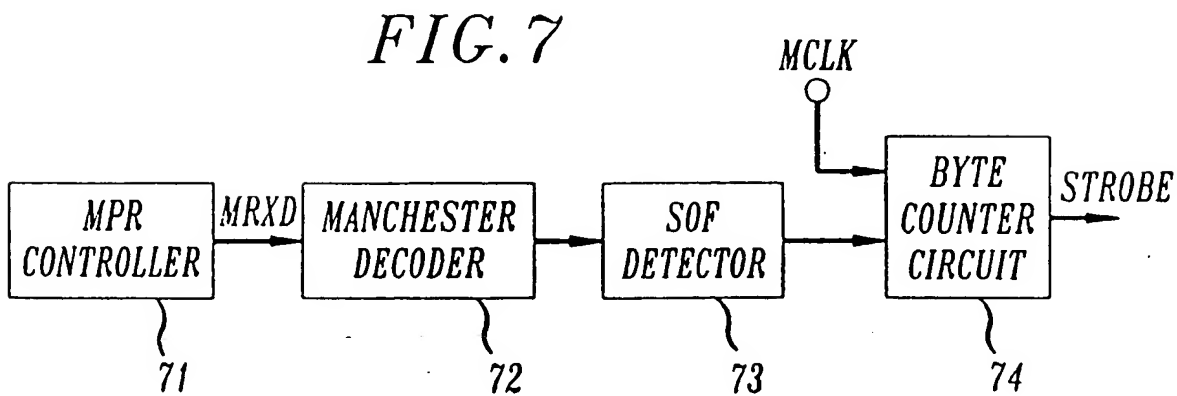 FIG.7
MCLK
MPR
CONTROLLER
MRXD
MANCHESTER
DECODER
SOF
DETECTOR
BYTE
COUNTER
CIRCUIT
STROBE
71
72
73
74